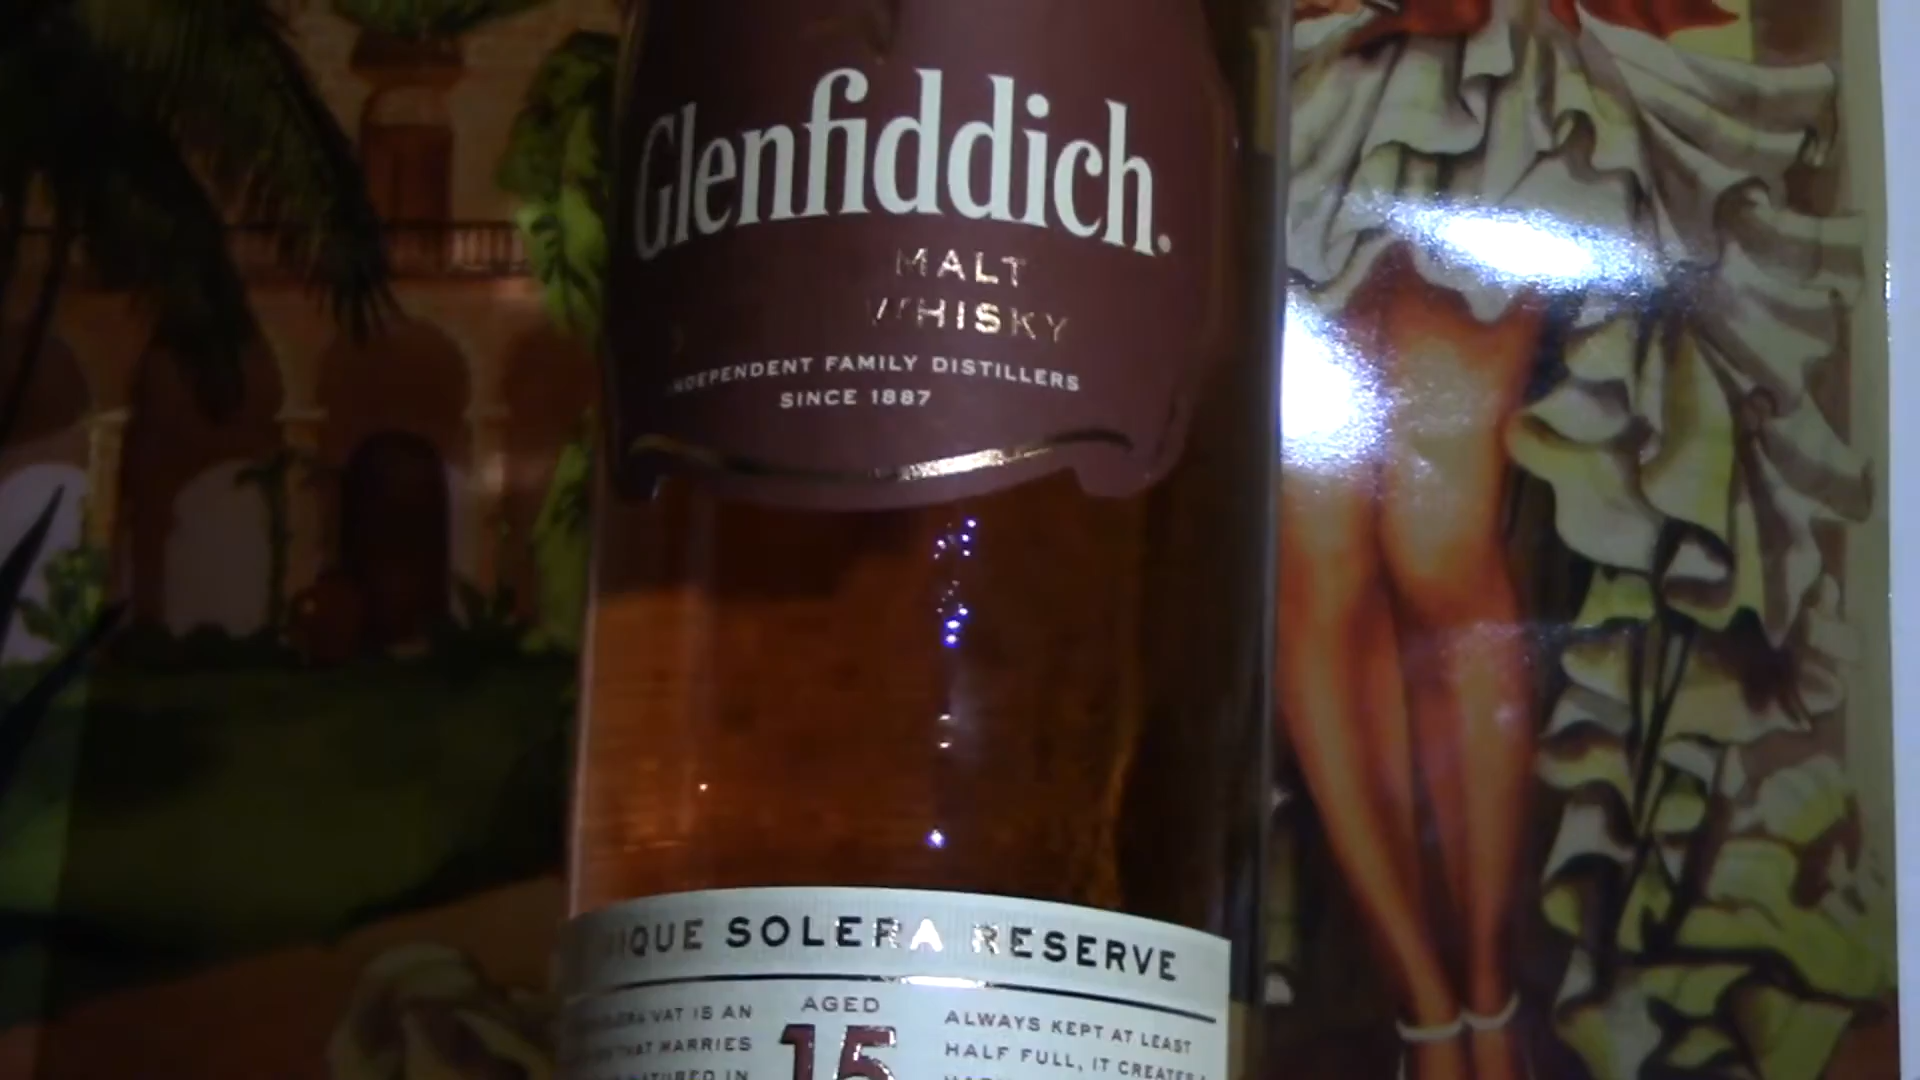 Glenfiddich.
MALT
WHISKY
INDEPENDENT FAMILY DISTILLERS
SINCE 1887
SOLERA RESERVE
VAT IS AN
AGED
ALWAYS KEPT AT LEAST
THAT MARRIES
15
HALF FULL, IT CREATES
IN